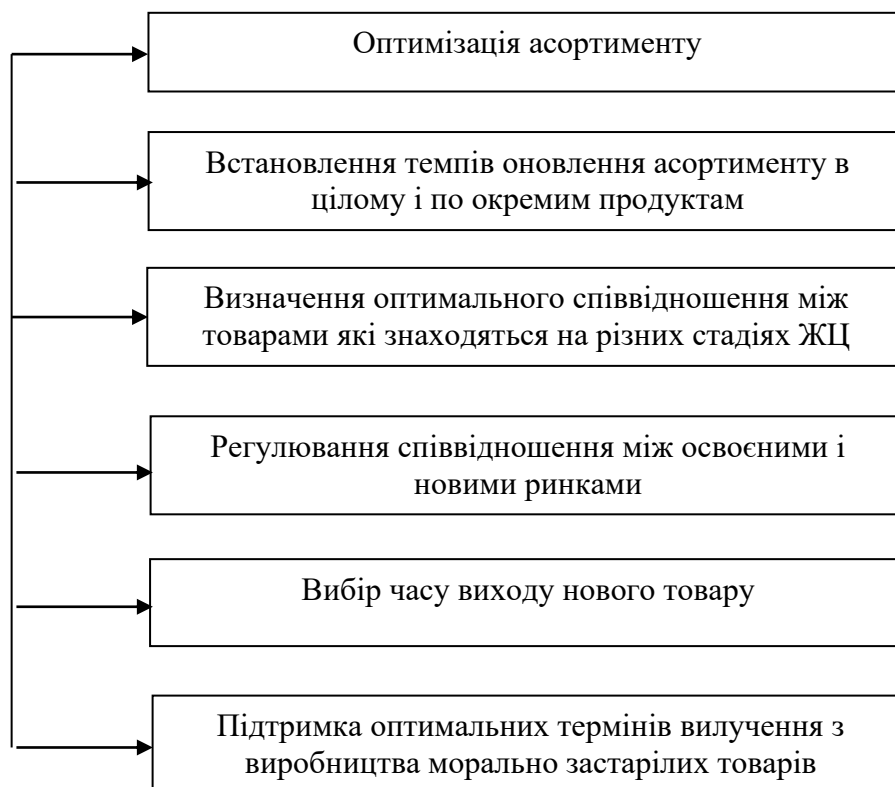 Оптимізація асортименту
Встановлення темпів оновлення асортименту в
цілому і по окремим продуктам
Визначення оптимального співвідношення між
товарами які знаходяться на різних стадіях ЖЦ
Регулювання співвідношення між освоєними і
новими ринками
Вибір часу виходу нового товару
Підтримка оптимальних термінів вилучення з
виробництва морально застарілих товарів